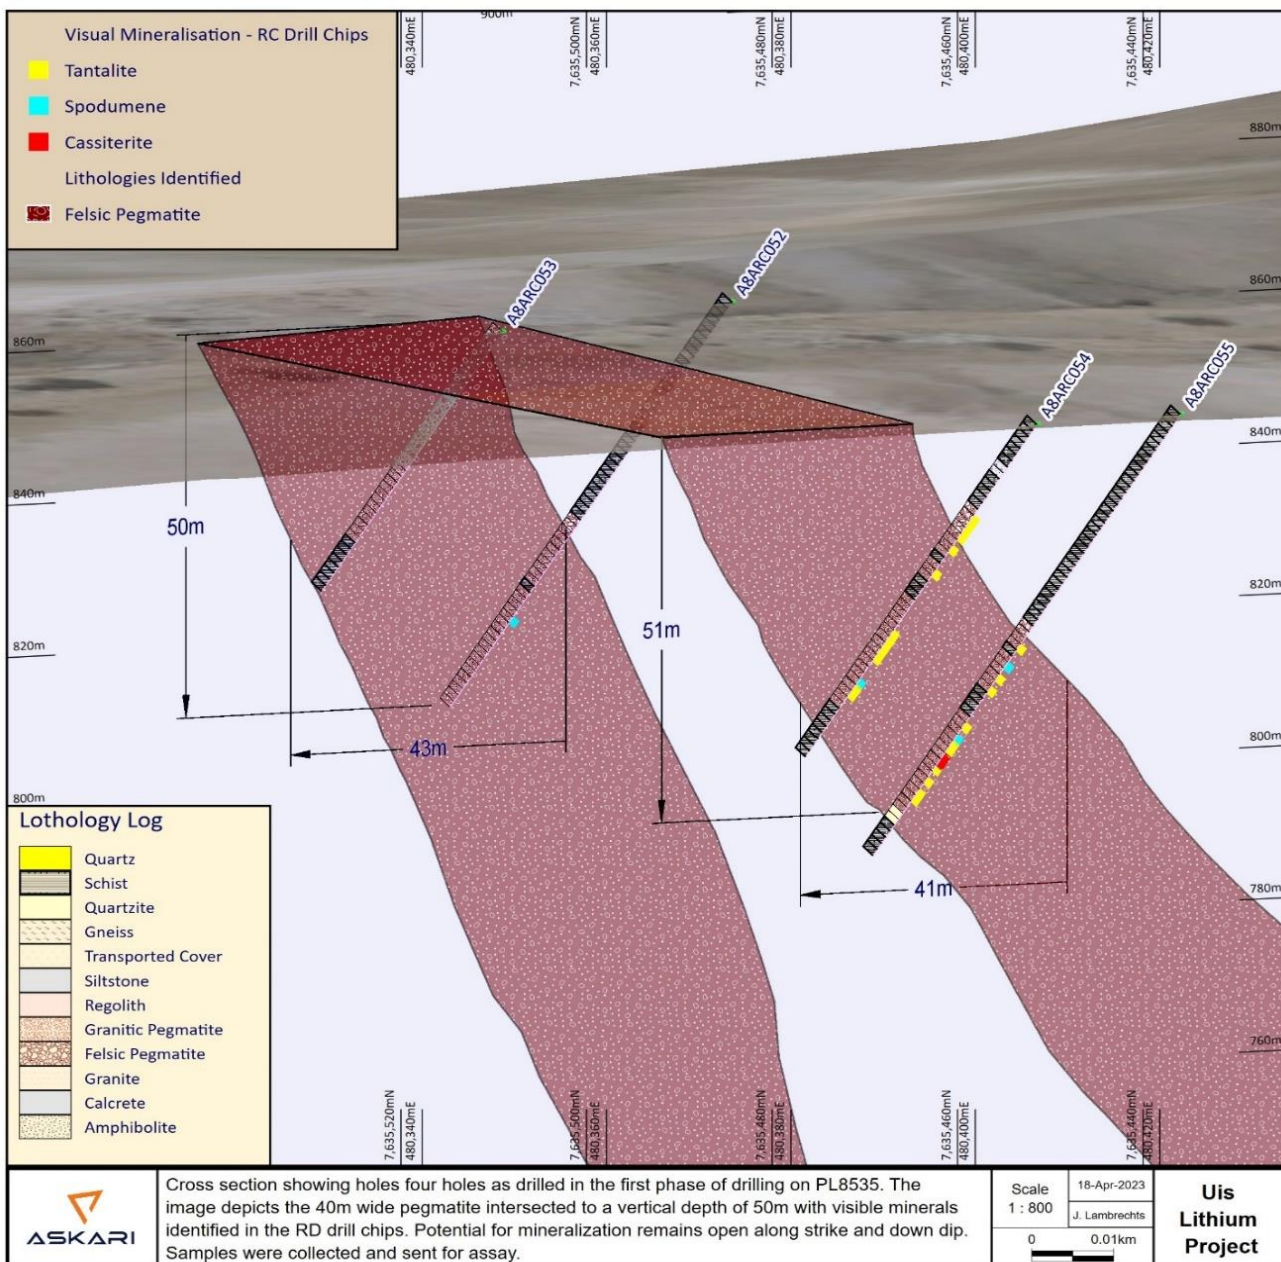 900m
480,340mE
7,635,500mN
480,360mE
7,635,480mN
480,380mE
7,635,460mN
480,400mE
7,635,440mN
480,420mE
Visual Mineralisation - RC Drill Chips
Tantalite
Spodumene
Cassiterite
Lithologies Identified
Felsic Pegmatite
880m
860m
A8ARC053
A8ARC052
A8ARC054
A8ARC055
860m
840m
840m
50m
51m
820m
820m
43m
800m
800m
41m
780m
760m
Lothology Log
Quartz
Schist
Quartzite
Gneiss
Transported Cover
Siltstone
Regolith
Granitic Pegmatite
Felsic Pegmatite
Granite
Calcrete
Amphibolite
7,635,520mN
480,340mE
7,635,500mN
480,360mE
7,635,480mN
480,380mE
7,635,460mN
480,400mE
7,635,440mN
480,420mE
ASKARI
Cross section showing holes four holes as drilled in the first phase of drilling on PL8535. The
image depicts the 40m wide pegmatite intersected to a vertical depth of 50m with visible minerals
identified in the RD drill chips. Potential for mineralization remains open along strike and down dip.
Samples were collected and sent for assay.
Scale
1 : 800
18-Apr-2023
J. Lambrechts
0 0.01km
Uis
Lithium
Project